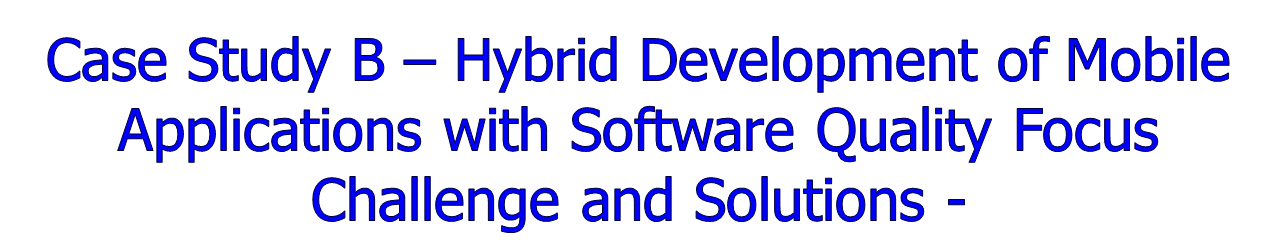 Case Study B – Hybrid Development of Mobile
Applications with Software Quality Focus
Challenge and Solutions -